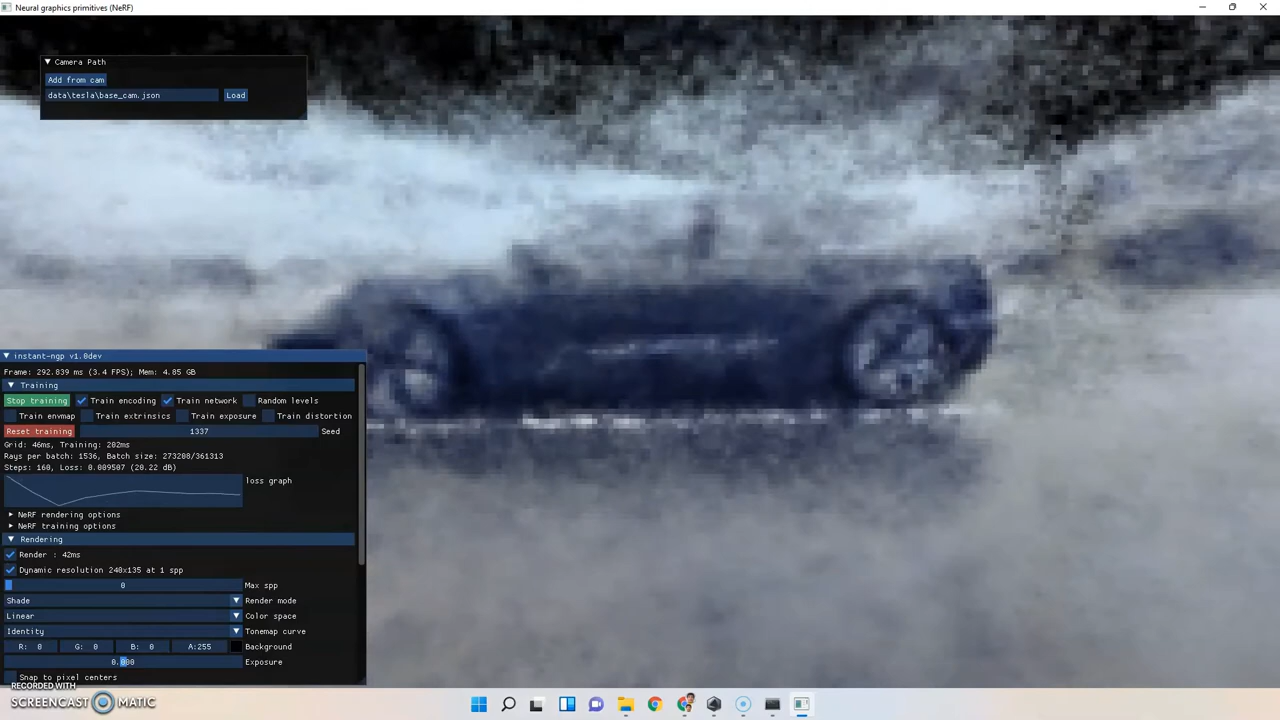 Neural graphics primitives (NeRF)
Camera Path
Add from cam
data\tesla\base_cam.json Load
instant-ngp v1.0dev
Frame: 292.839 ms (3.4 FPS); Mem: 4.85 GB
Training
Stop training Train encoding Train network Random levels
Train envmap Train extrinsics Train exposure Train distortion
Reset training 1337 Seed
Grid: 46ms, Training: 202ms
Rays per batch: 1536, Batch size: 273280/361313
Steps: 160, Loss: 0.009507 (20.22 dB)
loss graph
NeRF rendering options
NeRF training options
Rendering
Render : 42ms
Dynamic resolution 240x135 at 1 spp
0 Max spp
Shade Render mode
Linear Color space
Identity Tonemap curve
R: 0 G: 0 B: 0 A:255 Background
0.000 Exposure
Snap to pixel centers
RECORDED WITH
SCREENCAST MATIC